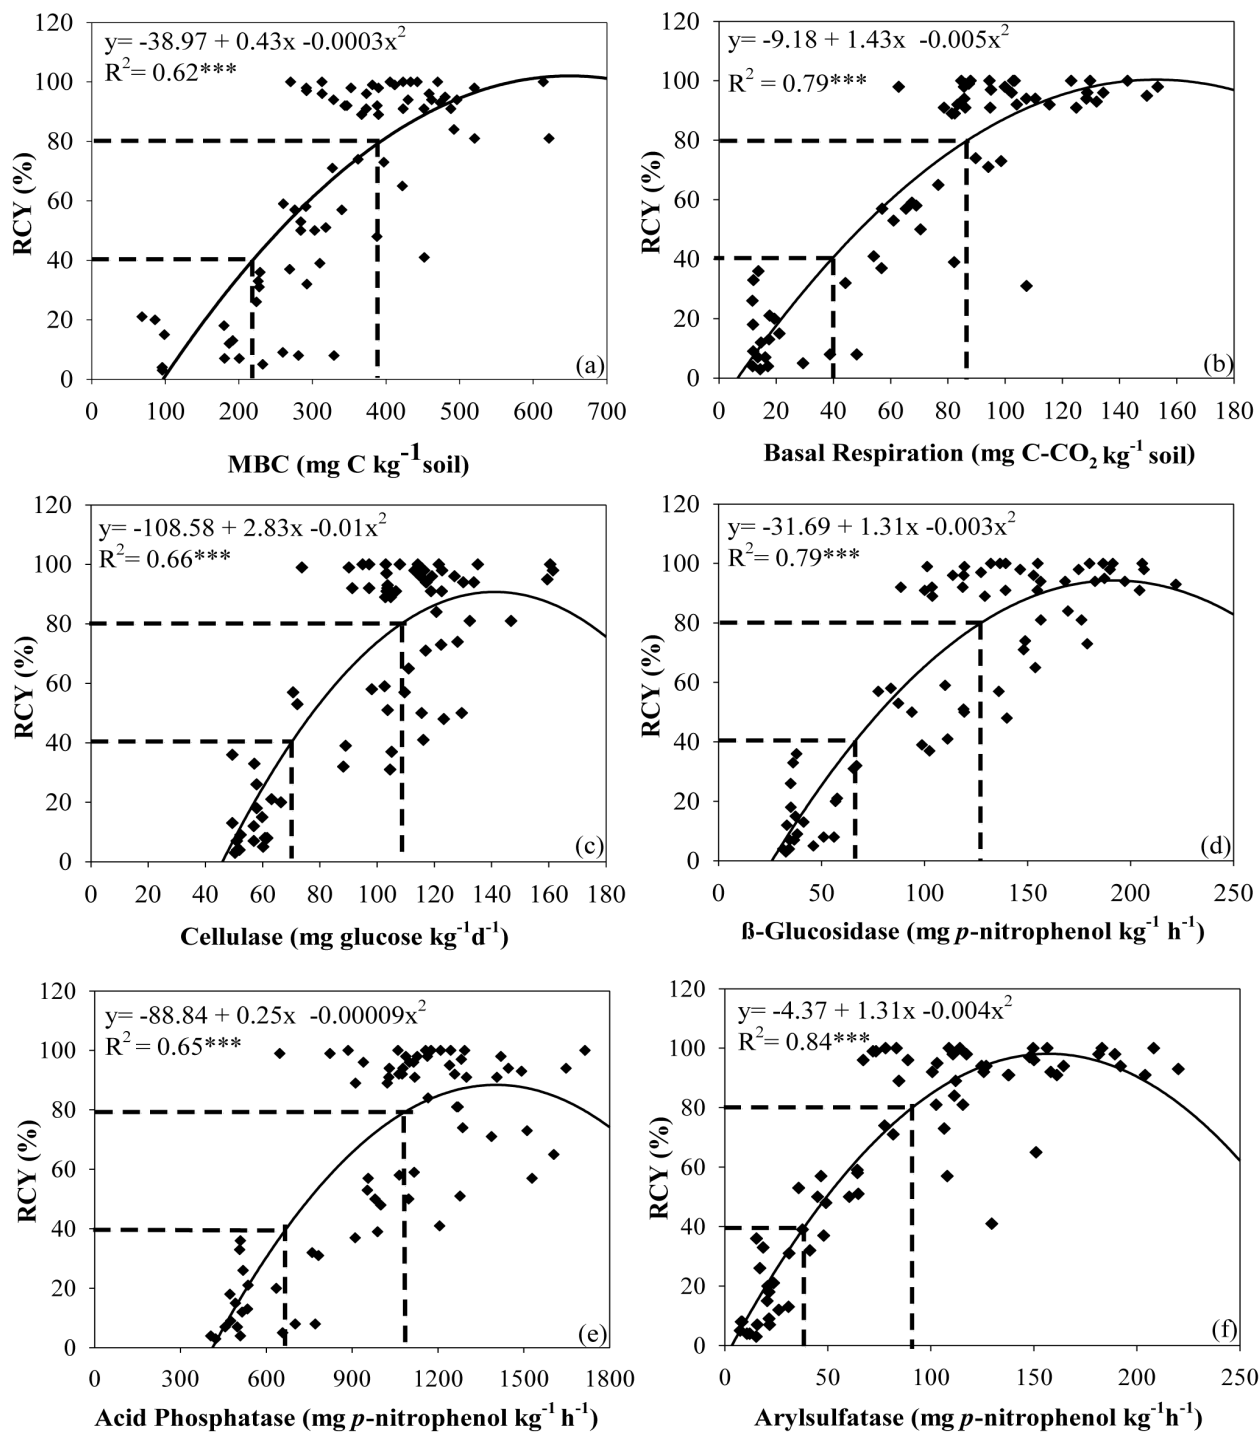 y= -38.97 + 0.43x -0.0003x²
R²= 0.62***
120
100
80
60
40
20
0
RCY (%)
(a)
0 100 200 300 400 500 600 700
MBC (mg C kg⁻¹ soil)
y= -9.18 + 1.43x -0.005x²
R² = 0.79***
120
100
80
60
40
20
0
RCY (%)
(b)
0 20 40 60 80 100 120 140 160 180
Basal Respiration (mg C-CO₂ kg⁻¹ soil)
y= -108.58 + 2.83x -0.01x²
R²= 0.66***
120
100
80
60
40
20
0
RCY (%)
(c)
0 20 40 60 80 100 120 140 160 180
Cellulase (mg glucose kg⁻¹d⁻¹)
y= -31.69 + 1.31x -0.003x²
R²= 0.79***
120
100
80
60
40
20
0
RCY (%)
(d)
0 50 100 150 200 250
ß-Glucosidase (mg p-nitrophenol kg⁻¹ h⁻¹)
y= -88.84 + 0.25x -0.00009x²
R² = 0.65***
120
100
80
60
40
20
0
RCY (%)
(e)
0 300 600 900 1200 1500 1800
Acid Phosphatase (mg p-nitrophenol kg⁻¹ h⁻¹)
y= -4.37 + 1.31x -0.004x²
R²= 0.84***
120
100
80
60
40
20
0
RCY (%)
(f)
0 50 100 150 200 250
Arylsulfatase (mg p-nitrophenol kg⁻¹h⁻¹)